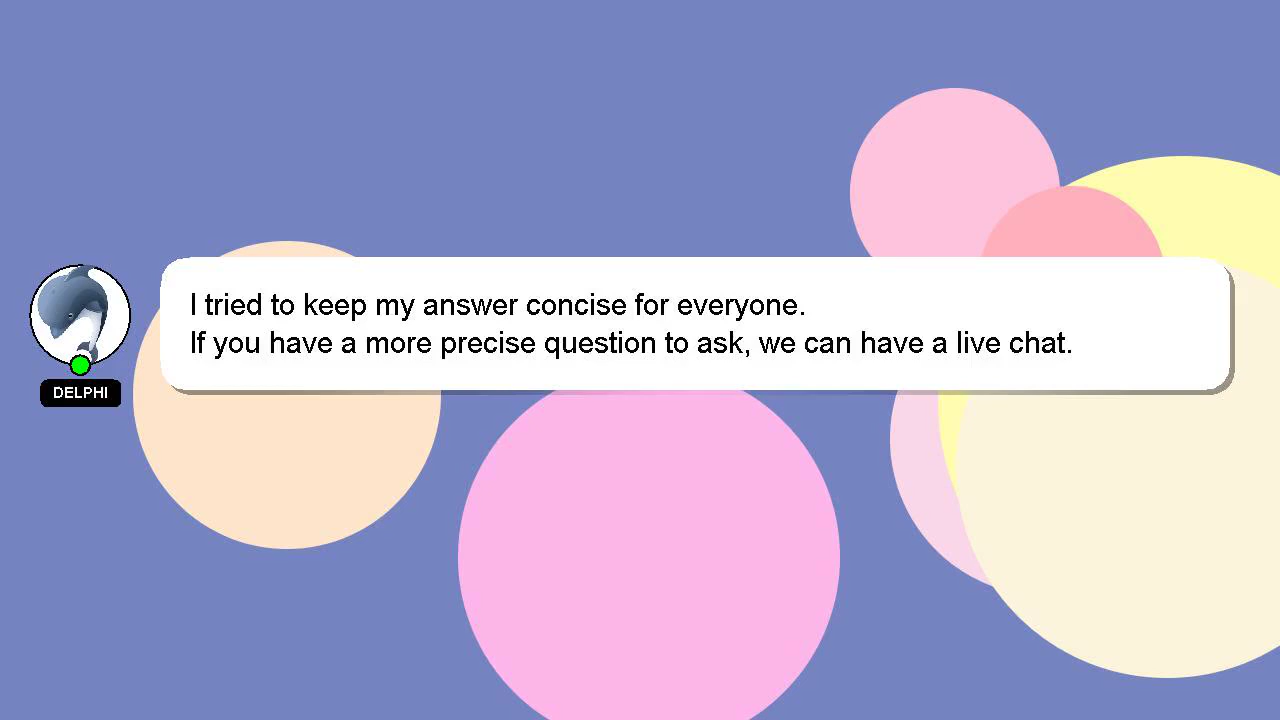 I tried to keep my answer concise for everyone.
If you have a more precise question to ask, we can have a live chat.
DELPHI